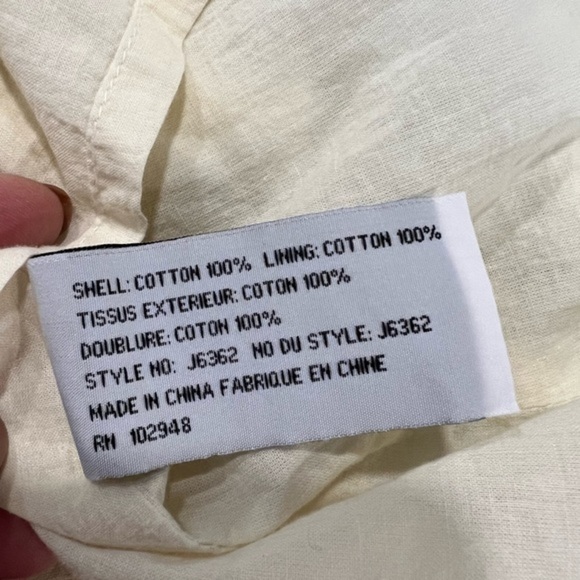 SHELL: COTTON 100% LINING: COTTON 100%
TISSUS EXTERIEUR: COTON 100%
DOUBLURE: COTON 100%
STYLE NO: J6362 NO DU STYLE: J6362
MADE IN CHINA FABRIQUE EN CHINE
RN 102948